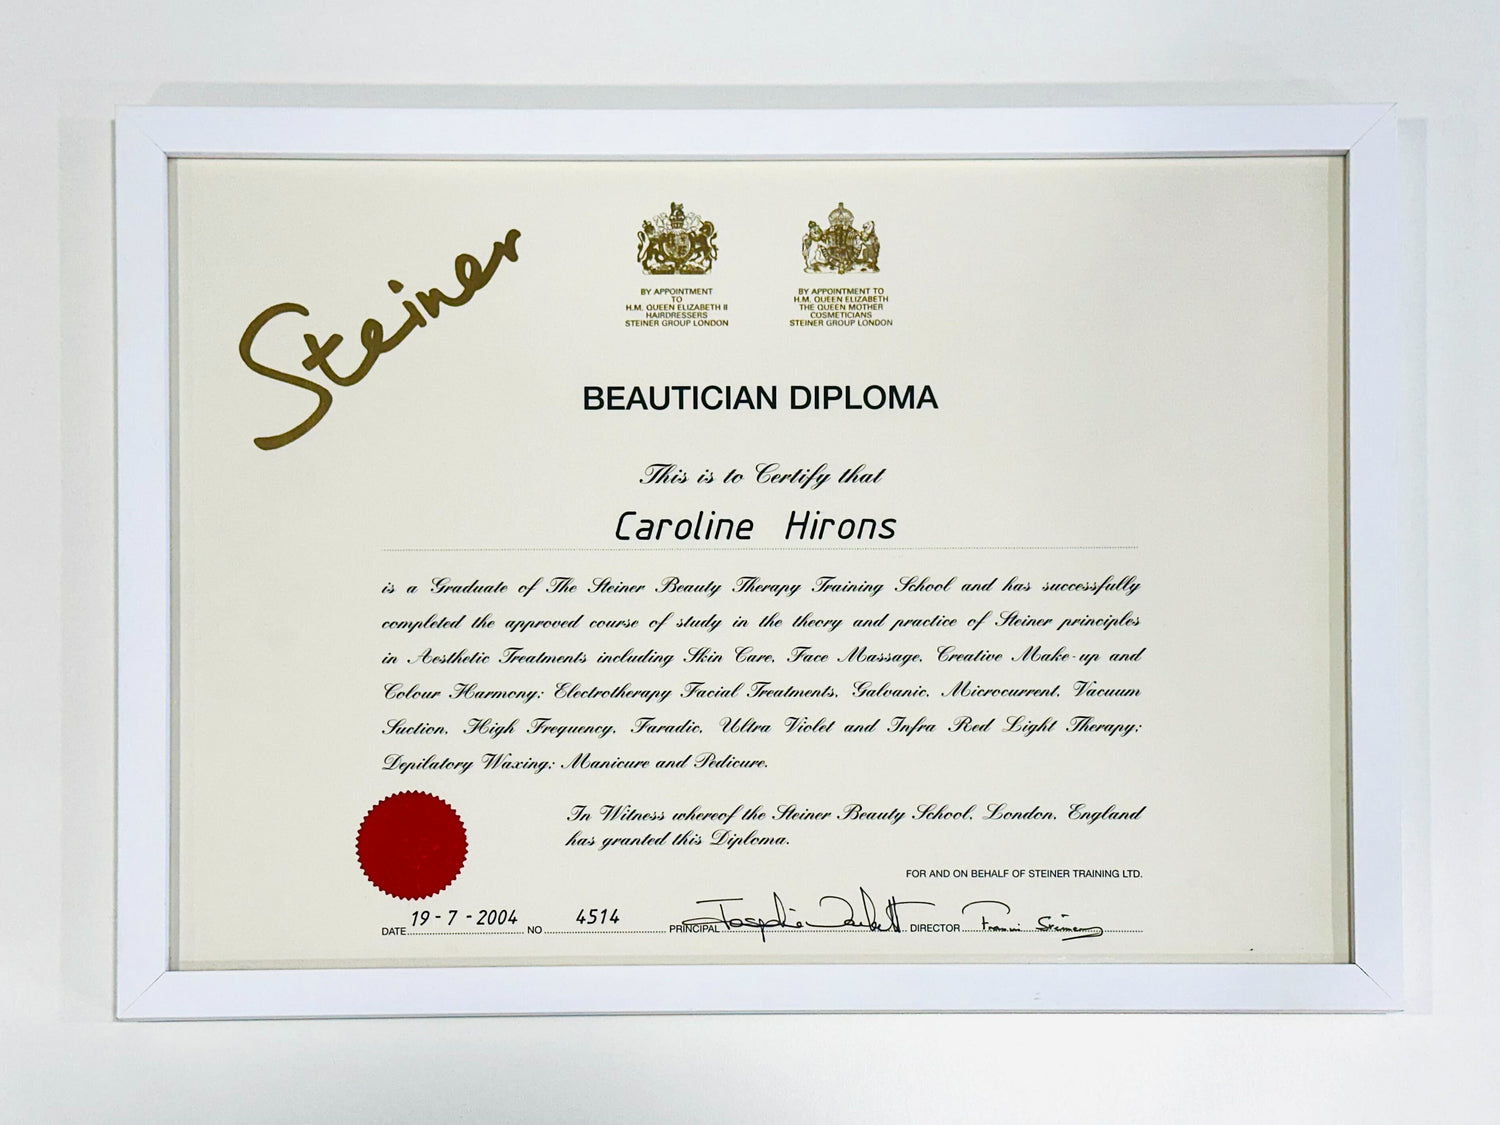 Steiner
BY APPOINTMENT
TO
H.M. QUEEN ELIZABETH II
HAIRDRESSERS
STEINER GROUP LONDON
BY APPOINTMENT TO
H.M. QUEEN ELIZABETH
THE QUEEN MOTHER
COSMETICIANS
STEINER GROUP LONDON
BEAUTICIAN DIPLOMA
This is to Certify that
Caroline Hirons
is a Graduate of The Steiner Beauty Therapy Training School and has successfully
completed the approved course of study in the theory and practice of Steiner principles
in Aesthetic Treatments including Skin Care, Face Massage, Creative Make-up and
Colour Harmony; Electrotherapy Facial Treatments, Galvanic, Microcurrent, Vacuum
Suction, High Frequency, Faradic, Ultra Violet and Infra Red Light Therapy;
Depilatory Waxing; Manicure and Pedicure.
In Witness whereof the Steiner Beauty School, London, England
has granted this Diploma.
FOR AND ON BEHALF OF STEINER TRAINING LTD.
DATE 19-7-2004 NO 4514 PRINCIPAL Josephine DIRECTOR Francis Steiner